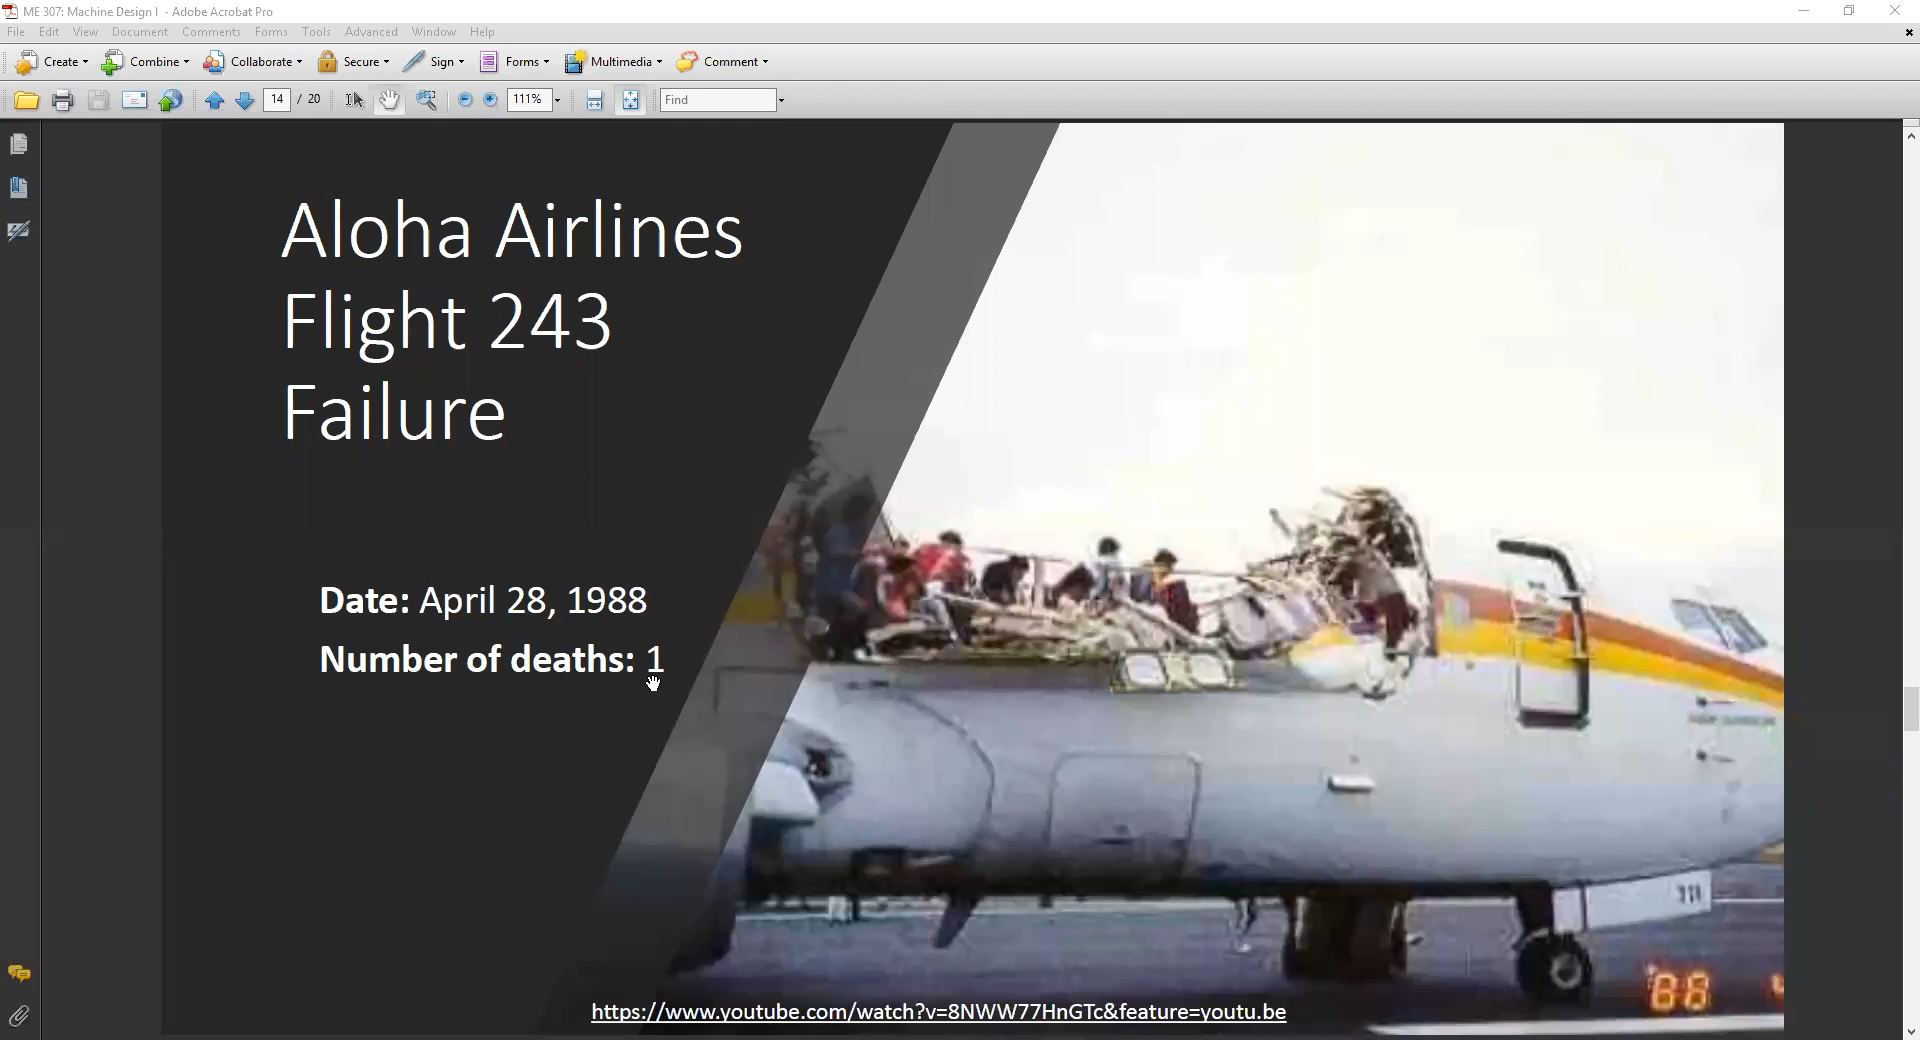 ME 307: Machine Design I - Adobe Acrobat Pro
File Edit View Document Comments Forms Tools Advanced Window Help
Create Combine Collaborate Secure Sign Forms Multimedia Comment
14 / 20 111% Find
Aloha Airlines
Flight 243
Failure
Date: April 28, 1988
Number of deaths: 1
https://www.youtube.com/watch?v=8NWW77HnGTc&feature=youtu.be
'88 4